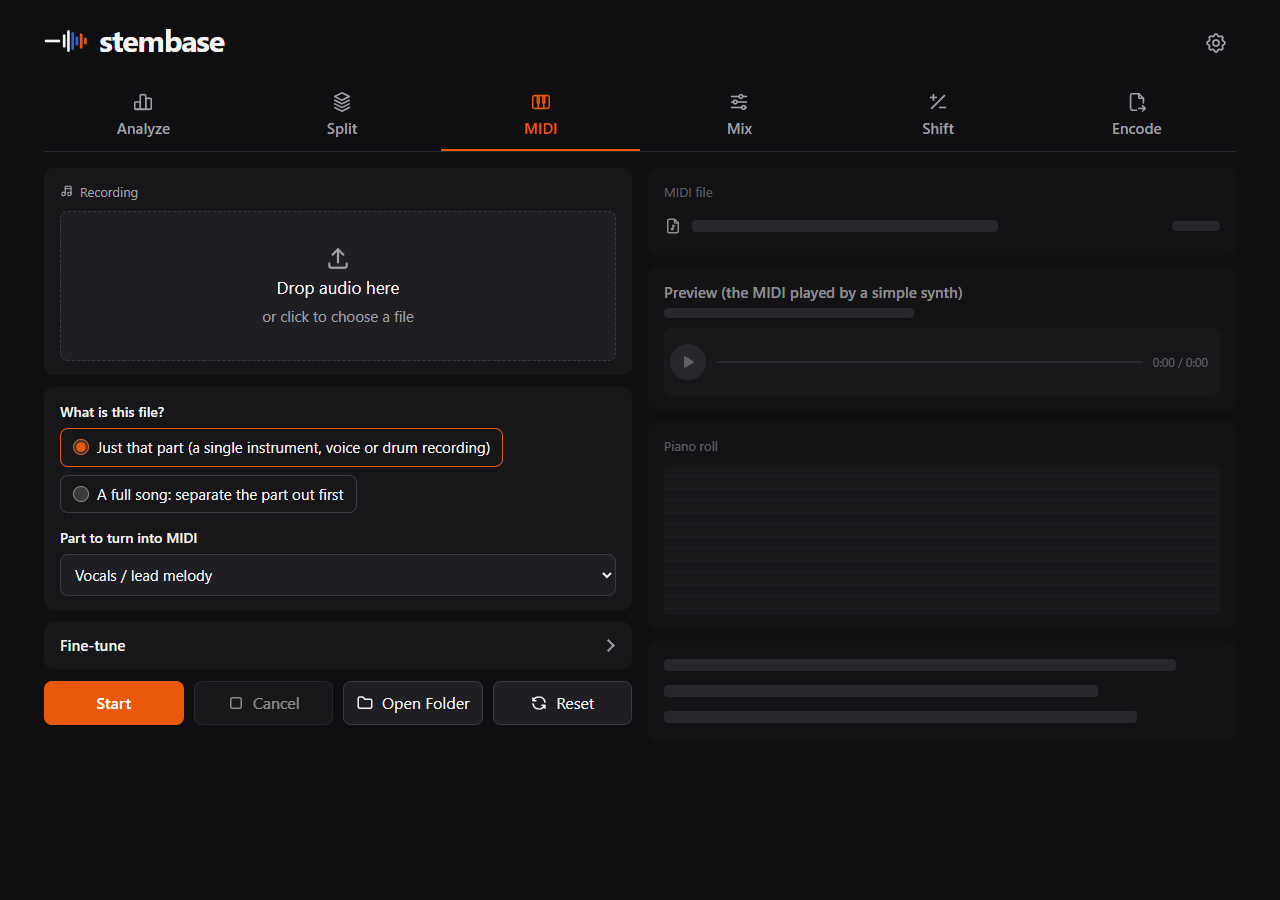 stembase
Analyze
Split
MIDI
Mix
Shift
Encode
Recording
Drop audio here
or click to choose a file
What is this file?
Just that part (a single instrument, voice or drum recording)
A full song: separate the part out first
Part to turn into MIDI
Vocals / lead melody
Fine-tune
Start
Cancel
Open Folder
Reset
MIDI file
Preview (the MIDI played by a simple synth)
0:00 / 0:00
Piano roll